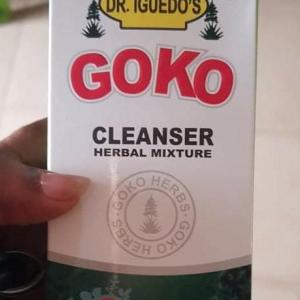 DR. IGUEDO'S
GOKO
CLEANSER
HERBAL MIXTURE
GOKO HERBS · GOKO HERBS ·